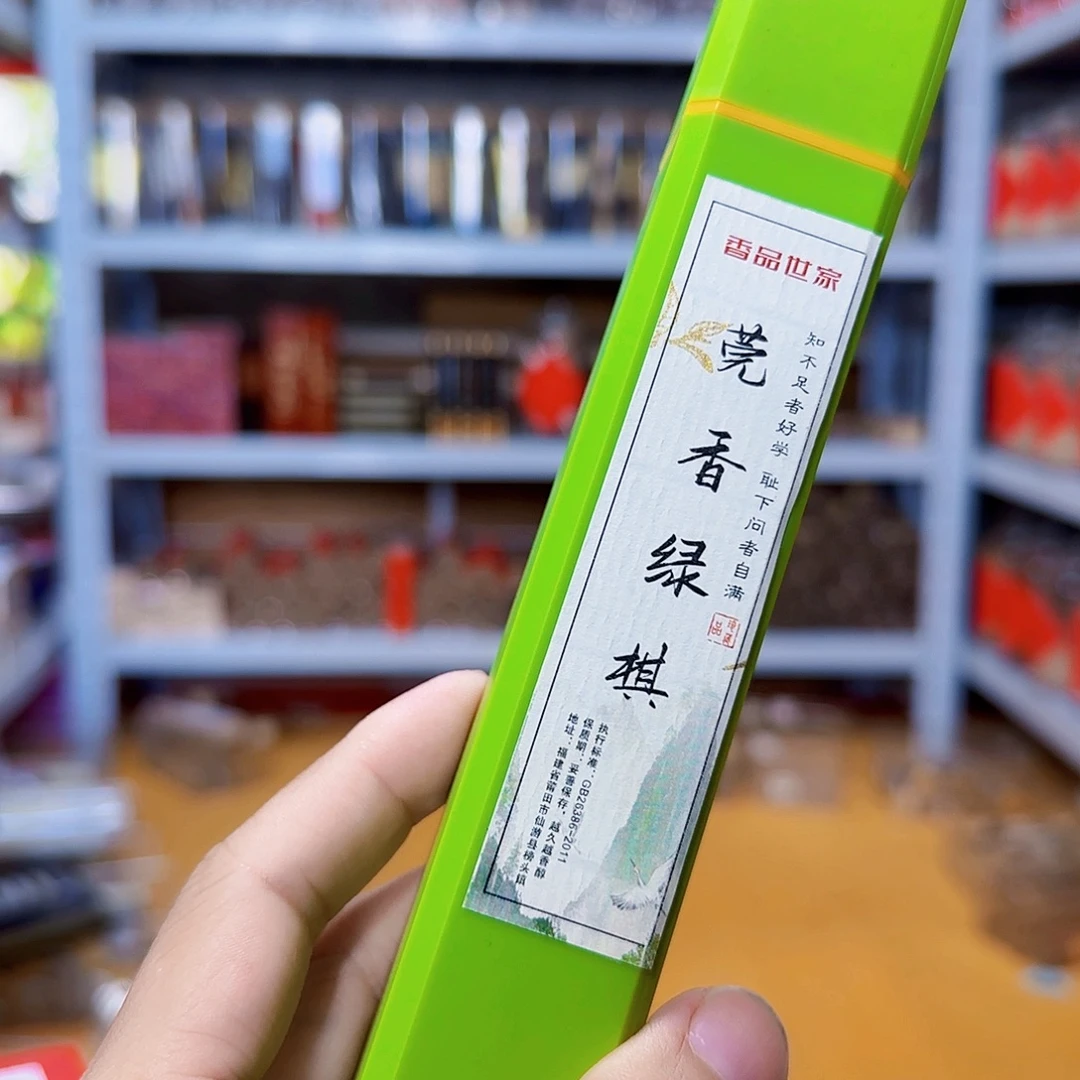 香品世家
知不足者好学 耻下问者自满
莞香绿棋
执行标准：GB26386-2011
保质期：妥善保存，越久越香醇
地址：福建省莆田市仙游县榜头镇